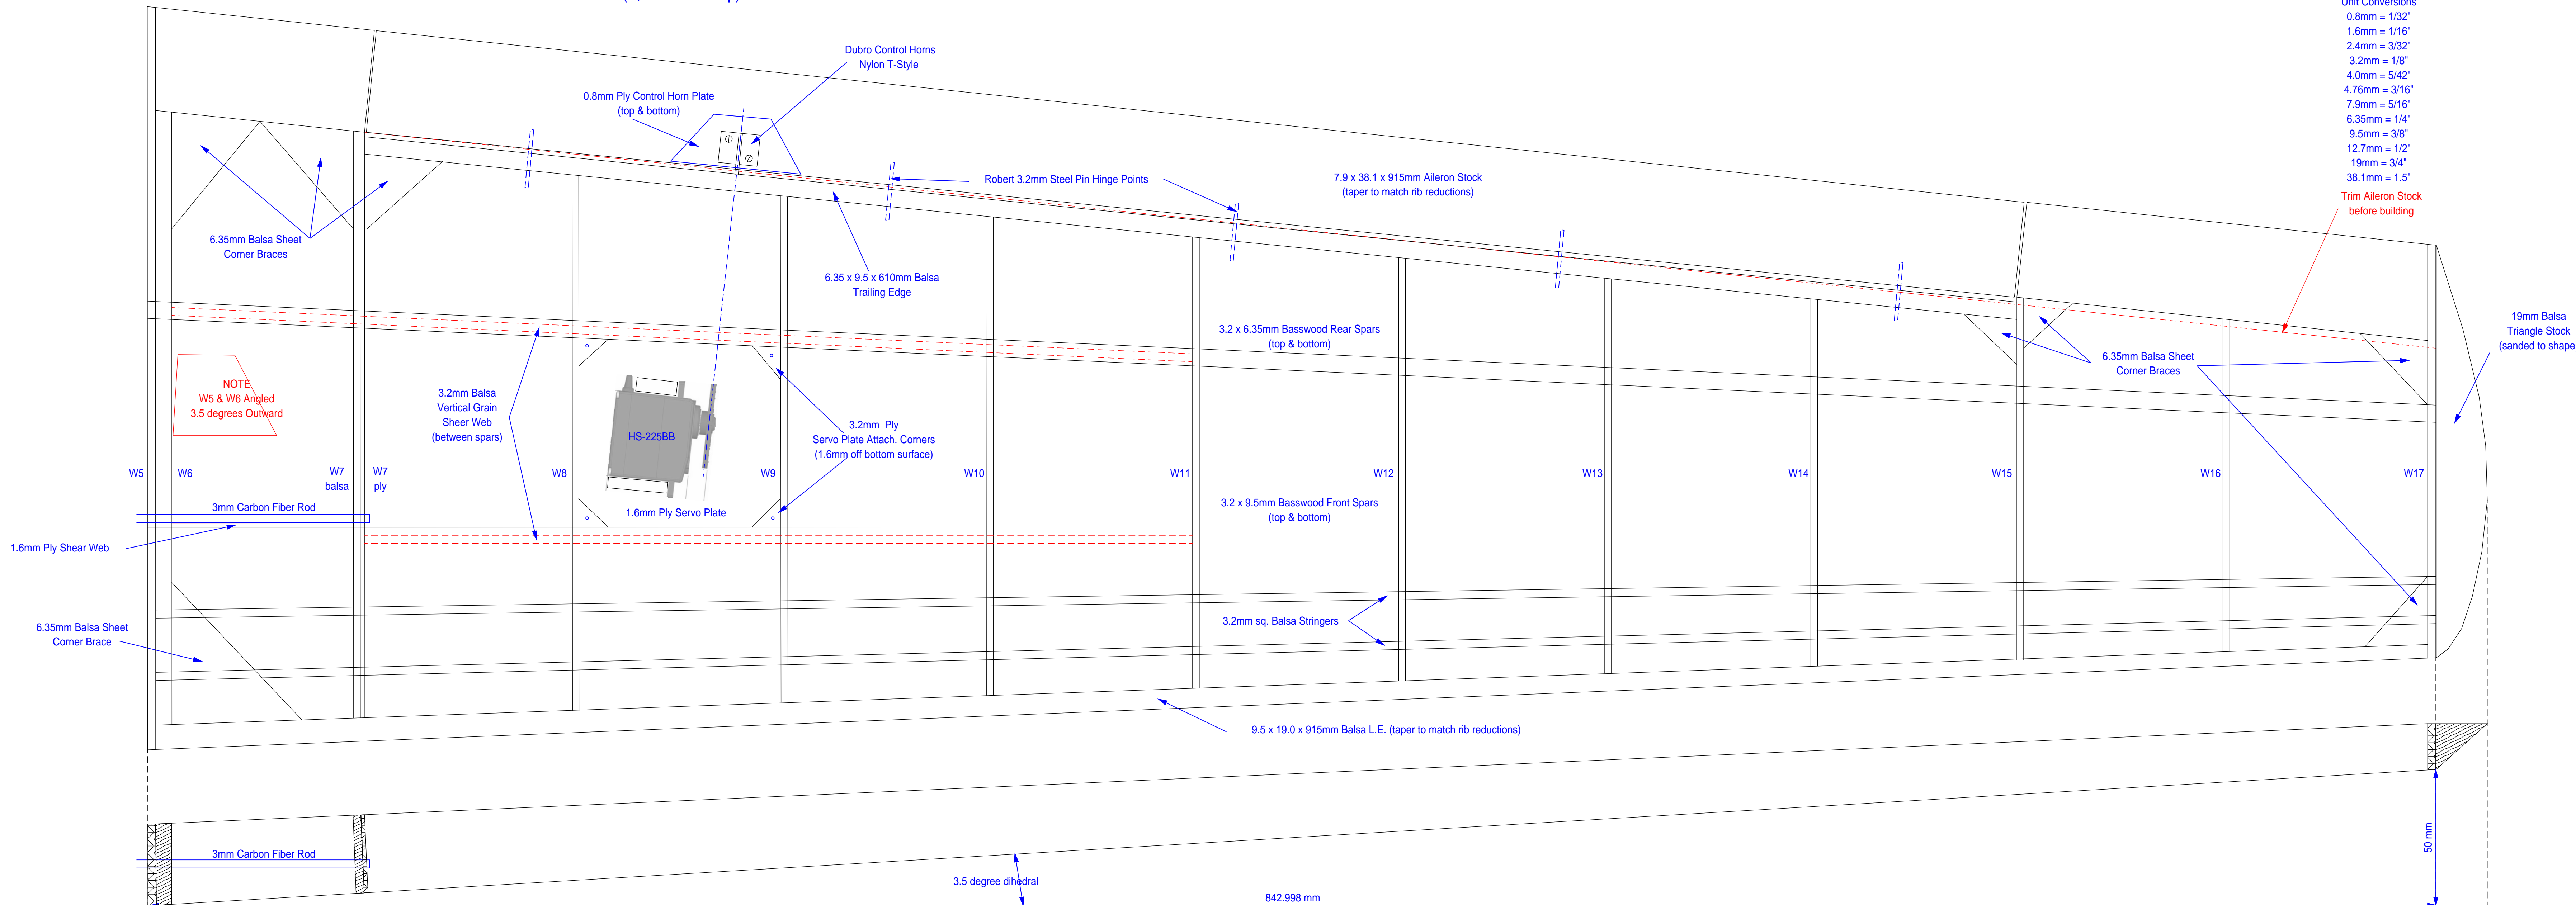 Unit Conversions
0.8mm = 1/32"
1.6mm = 1/16"
2.4mm = 3/32"
3.2mm = 1/8"
4.0mm = 5/42"
4.76mm = 3/16"
7.9mm = 5/16"
6.35mm = 1/4"
9.5mm = 3/8"
12.7mm = 1/2"
19mm = 3/4"
38.1mm = 1.5"
Trim Aileron Stock
before building
Dubro Control Horns
Nylon T-Style
0.8mm Ply Control Horn Plate
(top & bottom)
Robert 3.2mm Steel Pin Hinge Points
7.9 x 38.1 x 915mm Aileron Stock
(taper to match rib reductions)
6.35mm Balsa Sheet
Corner Braces
6.35 x 9.5 x 610mm Balsa
Trailing Edge
3.2 x 6.35mm Basswood Rear Spars
(top & bottom)
19mm Balsa
Triangle Stock
(sanded to shape
6.35mm Balsa Sheet
Corner Braces
NOTE
W5 & W6 Angled
3.5 degrees Outward
3.2mm Balsa
Vertical Grain
Sheer Web
(between spars)
HS-225BB
3.2mm Ply
Servo Plate Attach. Corners
(1.6mm off bottom surface)
W5
W6
W7
balsa
W7
ply
W8
W9
W10
W11
W12
W13
W14
W15
W16
W17
3mm Carbon Fiber Rod
1.6mm Ply Servo Plate
3.2 x 9.5mm Basswood Front Spars
(top & bottom)
1.6mm Ply Shear Web
6.35mm Balsa Sheet
Corner Brace
3.2mm sq. Balsa Stringers
9.5 x 19.0 x 915mm Balsa L.E. (taper to match rib reductions)
3mm Carbon Fiber Rod
50 mm
3.5 degree dihedral
842.998 mm